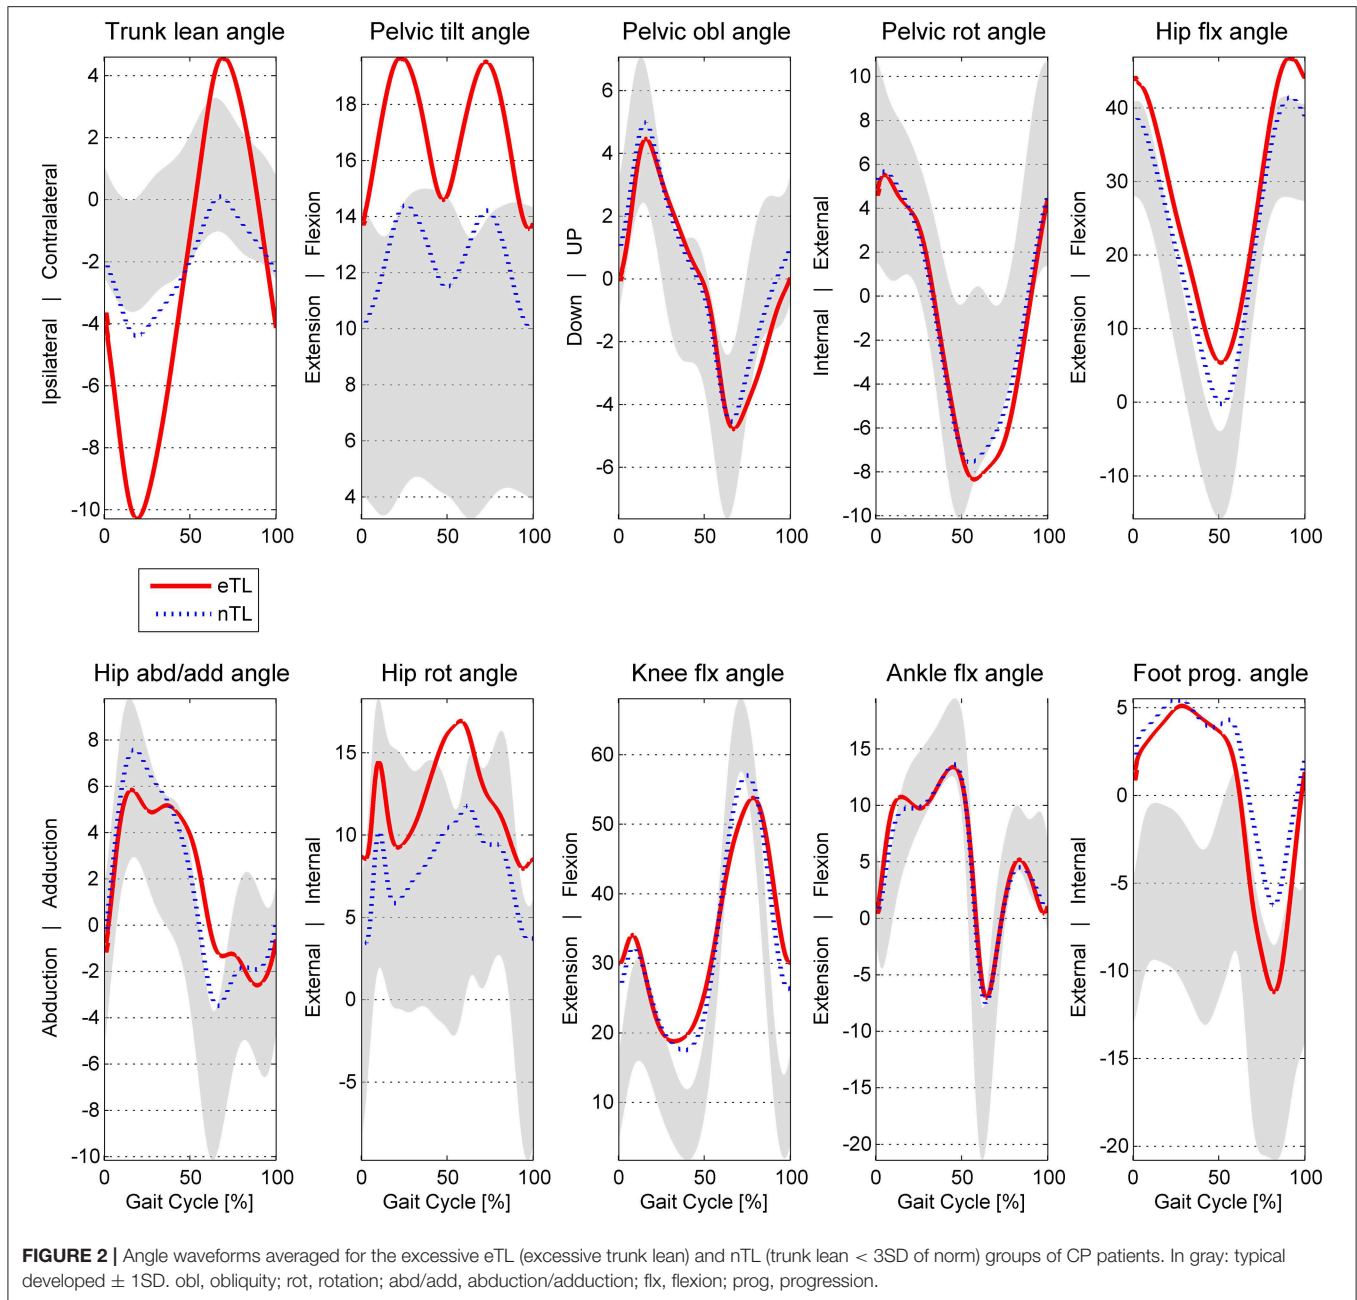 Trunk lean angle
Pelvic tilt angle
Pelvic obl angle
Pelvic rot angle
Hip flx angle
Ipsilateral | Contralateral
4
2
0
-2
-4
-6
-8
-10
0 50 100
Extension | Flexion
18
16
14
12
10
8
6
4
0 50 100
Down | UP
6
4
2
0
-2
-4
-6
0 50 100
Internal | External
10
8
6
4
2
0
-2
-4
-6
-8
-10
0 50 100
Extension | Flexion
40
30
20
10
0
-10
0 50 100
eTL
nTL
Hip abd/add angle
Hip rot angle
Knee flx angle
Ankle flx angle
Foot prog. angle
Abduction | Adduction
8
6
4
2
0
-2
-4
-6
-8
-10
0 50 100
Gait Cycle [%]
External | Internal
15
10
5
0
-5
0 50 100
Gait Cycle [%]
Extension | Flexion
60
50
40
30
20
10
0 50 100
Gait Cycle [%]
Extension | Flexion
15
10
5
0
-5
-10
-15
-20
0 50 100
Gait Cycle [%]
External | Internal
5
0
-5
-10
-15
-20
0 50 100
Gait Cycle [%]
FIGURE 2 | Angle waveforms averaged for the excessive eTL (excessive trunk lean) and nTL (trunk lean < 3SD of norm) groups of CP patients. In gray: typical
developed ± 1SD. obl, obliquity; rot, rotation; abd/add, abduction/adduction; flx, flexion; prog, progression.